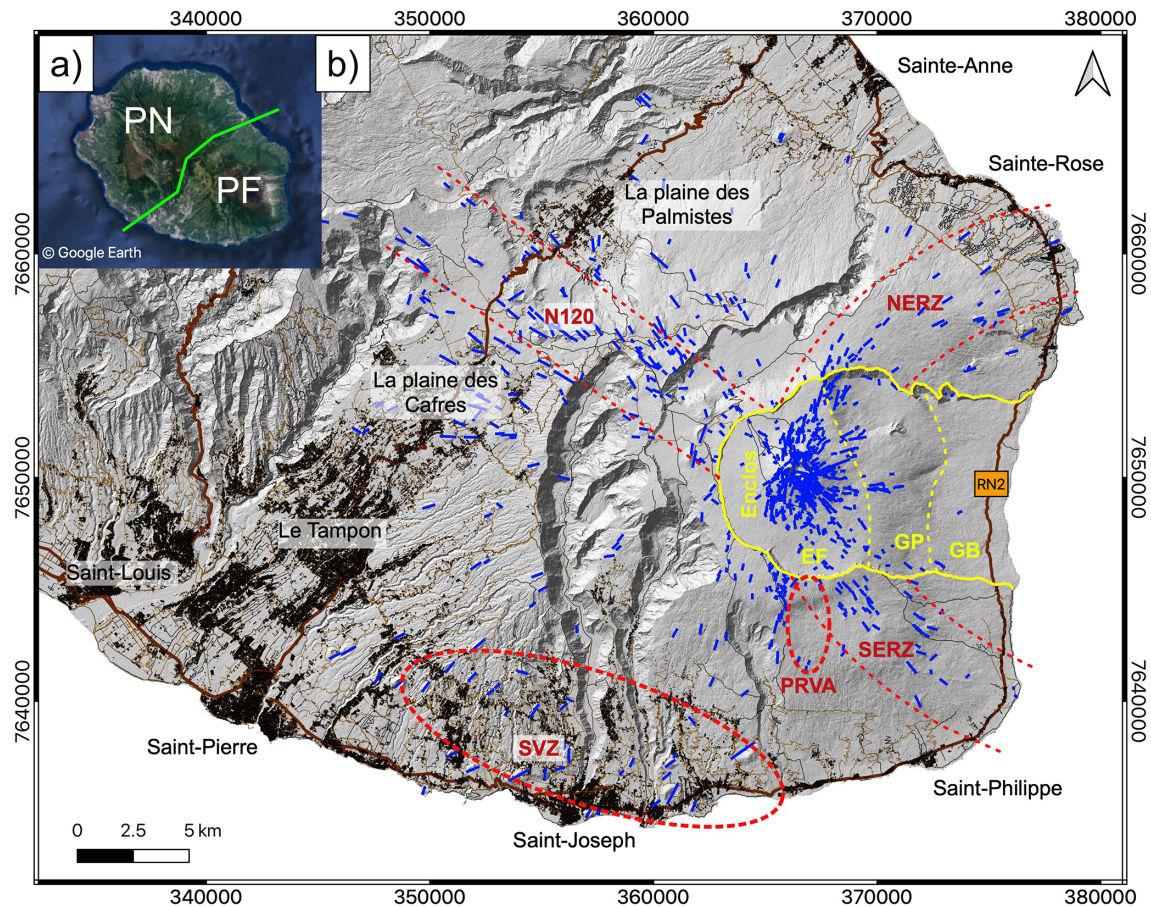 340000
350000
360000
370000
380000
a)
b)
PN
PF
© Google Earth
Sainte-Anne
Sainte-Rose
La plaine des
Palmistes
7660000
7660000
NERZ
N120
La plaine des
Cafres
Enclos
7650000
7650000
RN2
Le Tampon
EF
GP
GB
Saint-Louis
SERZ
PRVA
7640000
7640000
SVZ
Saint-Pierre
Saint-Philippe
0
2.5
5 km
Saint-Joseph
340000
350000
360000
370000
380000